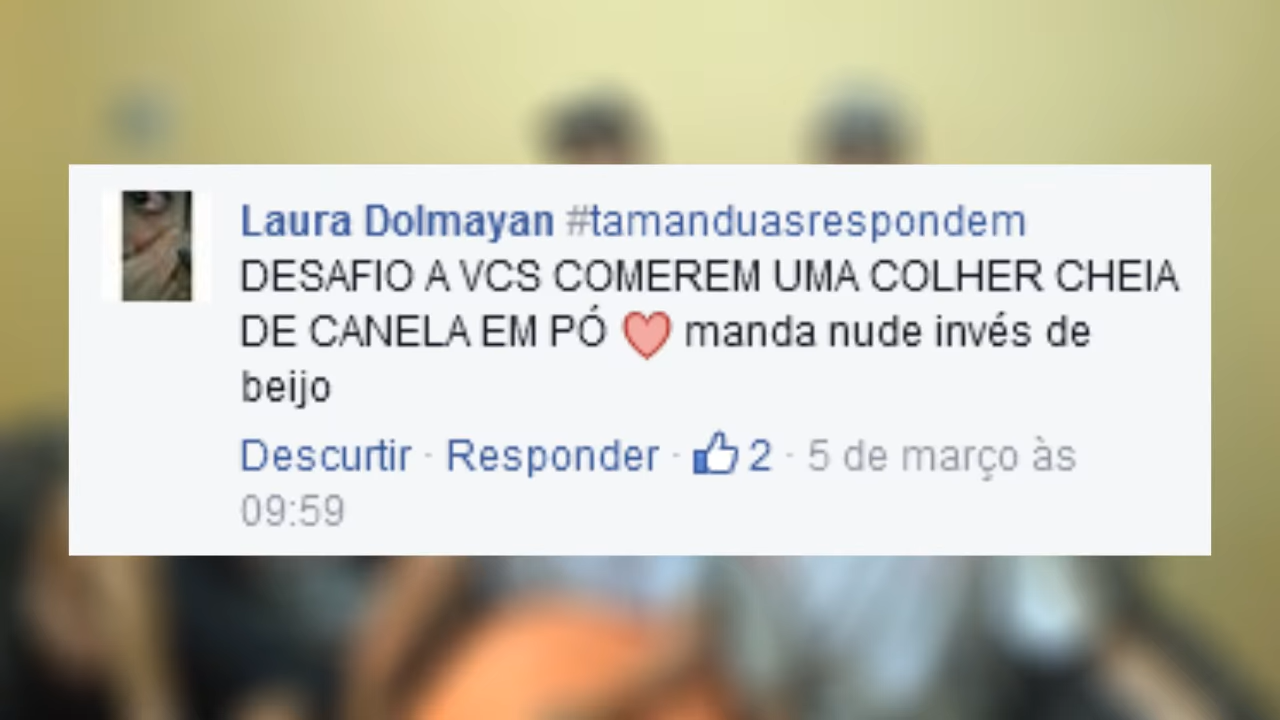 Laura Dolmayan #tamanduasrespondem
DESAFIO A VCS COMEREM UMA COLHER CHEIA
DE CANELA EM PÓ ❤ manda nude invés de
beijo
Descurtir · Responder · 2 · 5 de março às
09:59